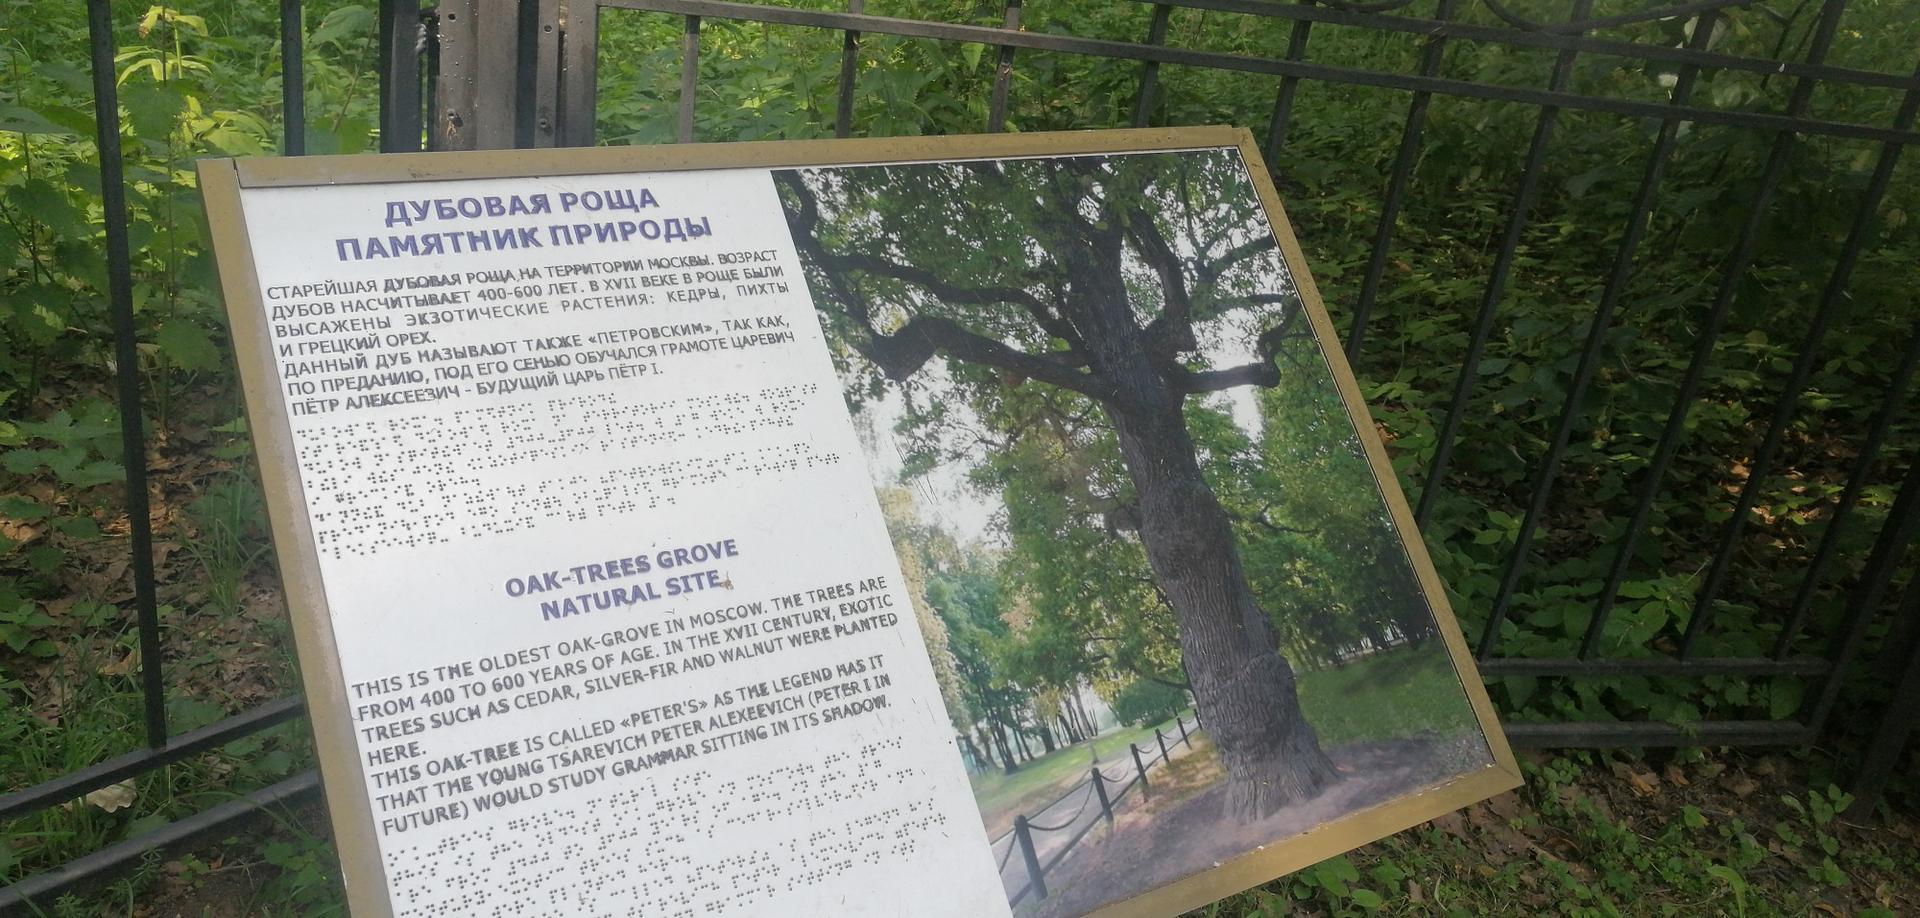 ДУБОВАЯ РОЩА
ПАМЯТНИК ПРИРОДЫ
СТАРЕЙШАЯ ДУБОВАЯ РОЩА НА ТЕРРИТОРИИ МОСКВЫ. ВОЗРАСТ
ДУБОВ НАСЧИТЫВАЕТ 400-600 ЛЕТ. В XVII ВЕКЕ В РОЩЕ БЫЛИ
ВЫСАЖЕНЫ ЭКЗОТИЧЕСКИЕ РАСТЕНИЯ: КЕДРЫ, ПИХТЫ
И ГРЕЦКИЙ ОРЕХ.
ДАННЫЙ ДУБ НАЗЫВАЮТ ТАКЖЕ «ПЕТРОВСКИМ», ТАК КАК,
ПО ПРЕДАНИЮ, ПОД ЕГО СЕНЬЮ ОБУЧАЛСЯ ГРАМОТЕ ЦАРЕВИЧ
ПЁТР АЛЕКСЕЕВИЧ - БУДУЩИЙ ЦАРЬ ПЁТР I.
OAK-TREES GROVE
NATURAL SITE
THIS IS THE OLDEST OAK-GROVE IN MOSCOW. THE TREES ARE
FROM 400 TO 600 YEARS OF AGE. IN THE XVII CENTURY, EXOTIC
TREES SUCH AS CEDAR, SILVER-FIR AND WALNUT WERE PLANTED
HERE.
THIS OAK-TREE IS CALLED «PETER'S» AS THE LEGEND HAS IT
THAT THE YOUNG TSAREVICH PETER ALEXEEVICH (PETER I IN
FUTURE) WOULD STUDY GRAMMAR SITTING IN ITS SHADOW.